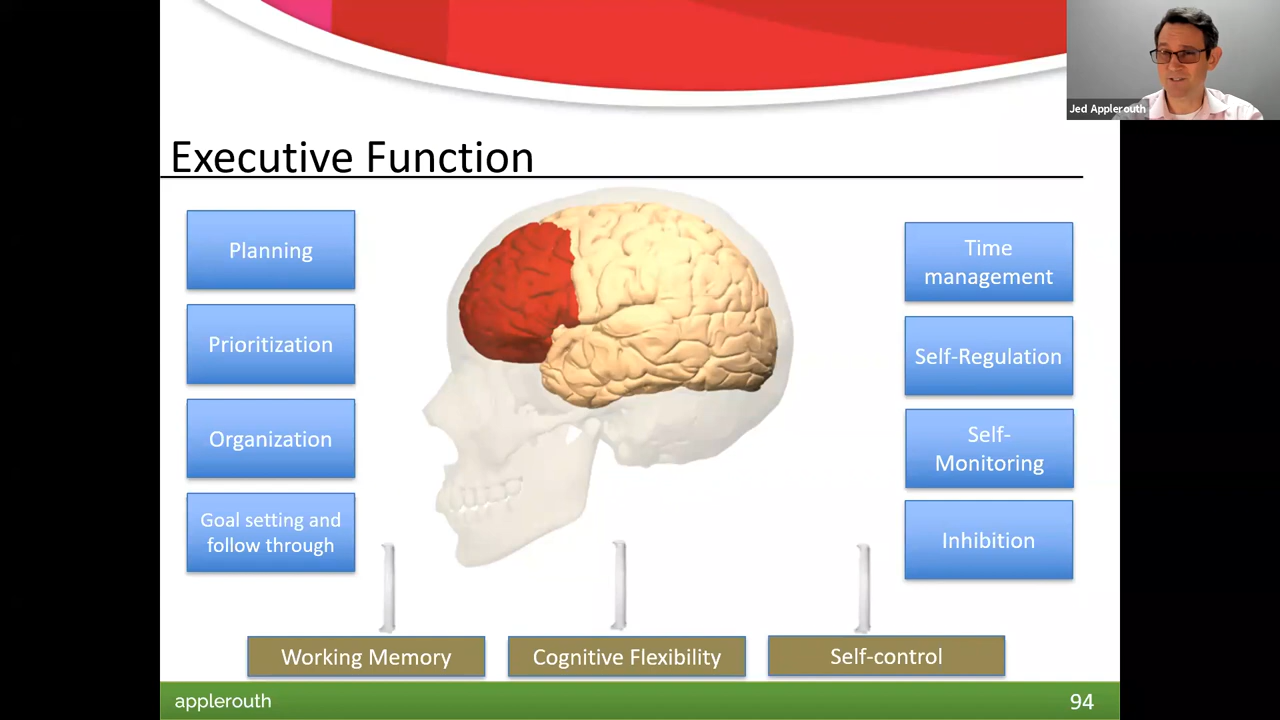 Jed Applerouth
Executive Function
Planning
Prioritization
Organization
Goal setting and
follow through
Time
management
Self-Regulation
Self-
Monitoring
Inhibition
Working Memory
Cognitive Flexibility
Self-control
applerouth
94